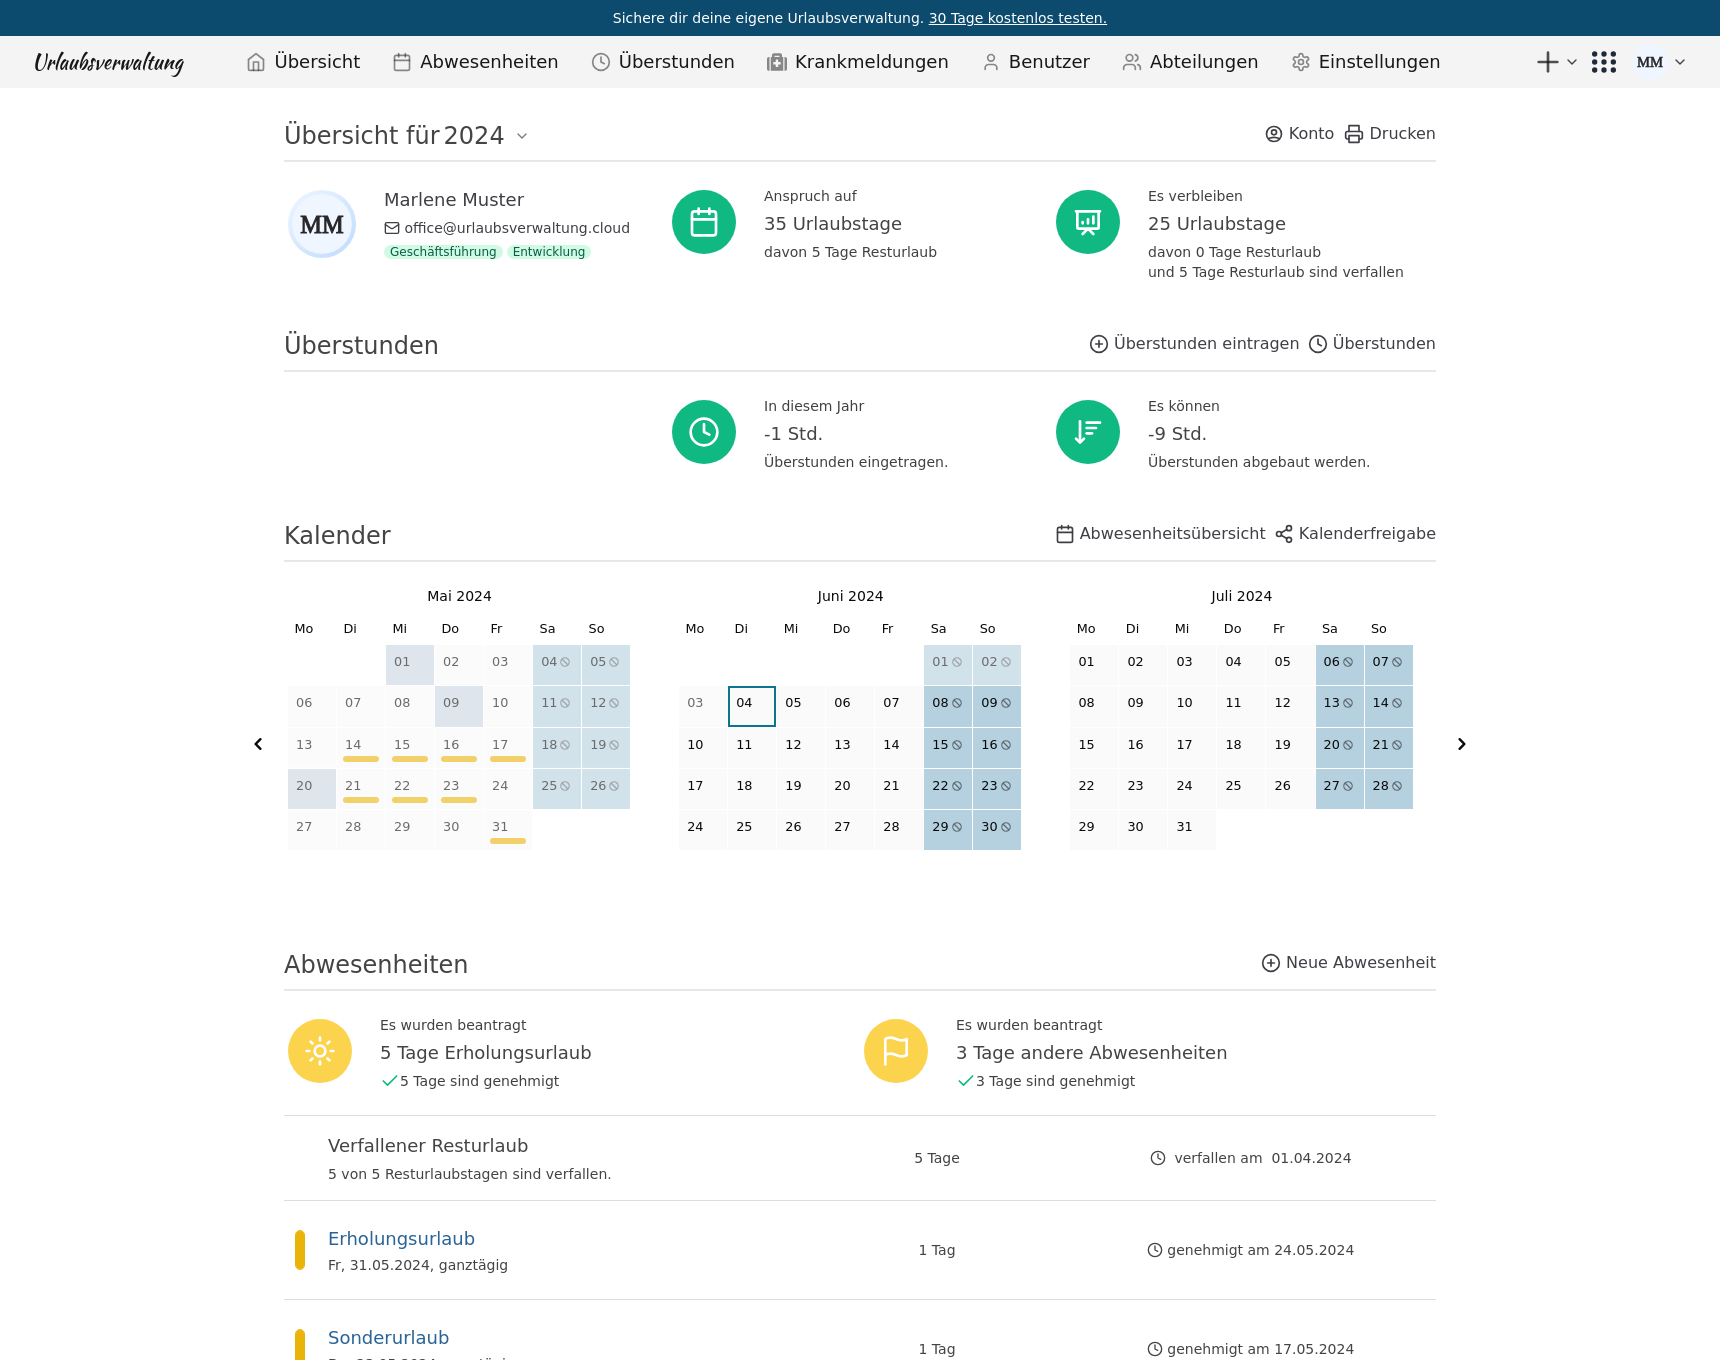 Sichere dir deine eigene Urlaubsverwaltung. 30 Tage kostenlos testen.
Urlaubsverwaltung Übersicht Abwesenheiten Überstunden Krankmeldungen Benutzer Abteilungen Einstellungen MM
Übersicht für 2024 Konto Drucken
MM
Marlene Muster
office@urlaubsverwaltung.cloud
Geschäftsführung Entwicklung
Anspruch auf
35 Urlaubstage
davon 5 Tage Resturlaub
Es verbleiben
25 Urlaubstage
davon 0 Tage Resturlaub
und 5 Tage Resturlaub sind verfallen
Überstunden Überstunden eintragen Überstunden
In diesem Jahr
-1 Std.
Überstunden eingetragen.
Es können
-9 Std.
Überstunden abgebaut werden.
Kalender Abwesenheitsübersicht Kalenderfreigabe
Mai 2024
Mo Di Mi Do Fr Sa So
01 02 03 04 05
06 07 08 09 10 11 12
13 14 15 16 17 18 19
20 21 22 23 24 25 26
27 28 29 30 31
Juni 2024
Mo Di Mi Do Fr Sa So
01 02
03 04 05 06 07 08 09
10 11 12 13 14 15 16
17 18 19 20 21 22 23
24 25 26 27 28 29 30
Juli 2024
Mo Di Mi Do Fr Sa So
01 02 03 04 05 06 07
08 09 10 11 12 13 14
15 16 17 18 19 20 21
22 23 24 25 26 27 28
29 30 31
Abwesenheiten Neue Abwesenheit
Es wurden beantragt
5 Tage Erholungsurlaub
5 Tage sind genehmigt
Es wurden beantragt
3 Tage andere Abwesenheiten
3 Tage sind genehmigt
Verfallener Resturlaub
5 von 5 Resturlaubstagen sind verfallen.
5 Tage
verfallen am 01.04.2024
Erholungsurlaub
Fr, 31.05.2024, ganztägig
1 Tag
genehmigt am 24.05.2024
Sonderurlaub
1 Tag
genehmigt am 17.05.2024